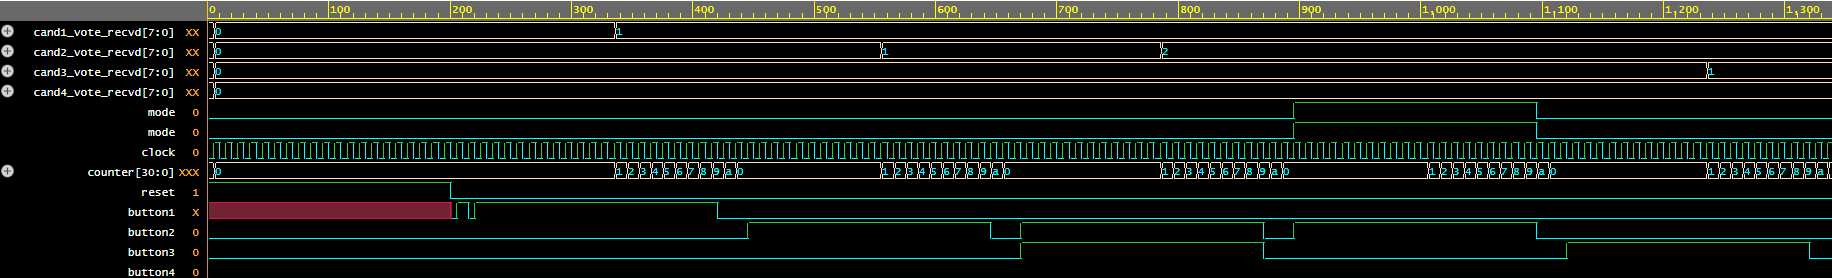 0 100 200 300 400 500 600 700 800 900 1,000 1,100 1,200 1,300
cand1_vote_recvd[7:0] XX 0 1
cand2_vote_recvd[7:0] XX 0 1 2
cand3_vote_recvd[7:0] XX 0 1
cand4_vote_recvd[7:0] XX 0
mode 0
mode 0
clock 0
counter[30:0] XXX 0 1 2 3 4 5 6 7 8 9 a 0 1 2 3 4 5 6 7 8 9 a 0 1 2 3 4 5 6 7 8 9 a 0 1 2 3 4 5 6 7 8 9 a 0 1 2 3 4 5 6 7 8 9 a
reset 1
button1 X
button2 0
button3 0
button4 0